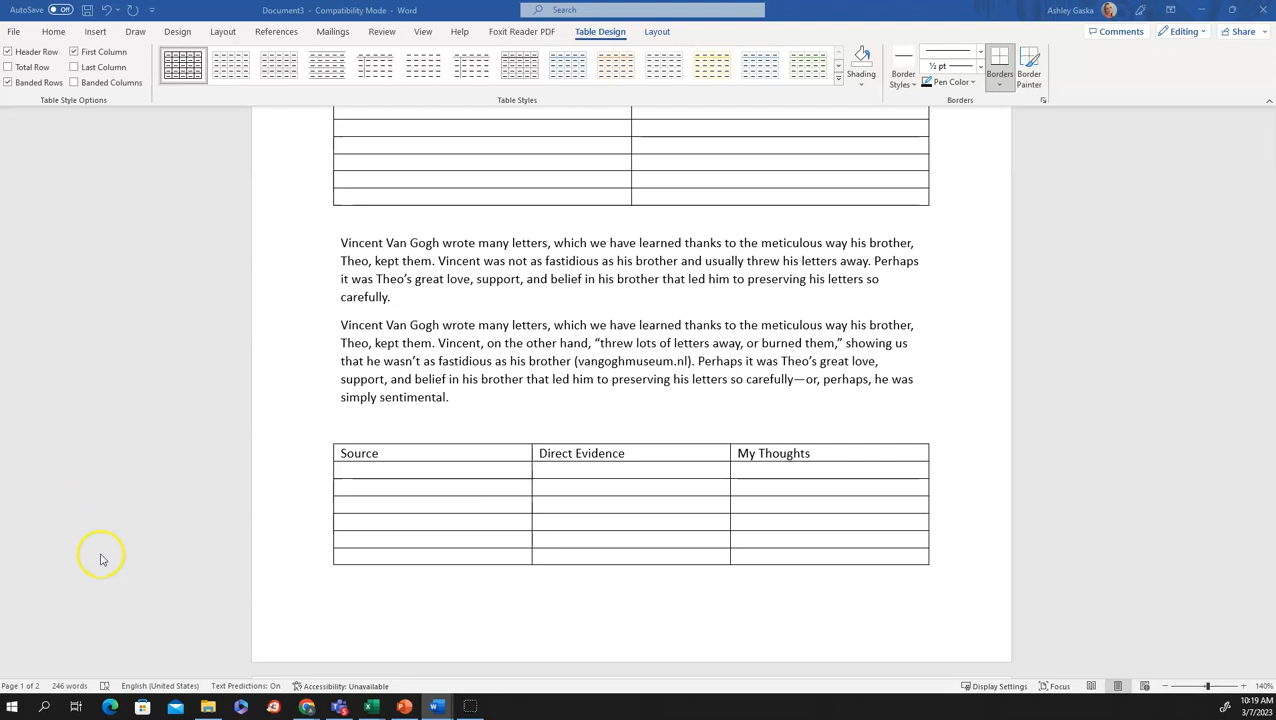 AutoSave Off Document3 - Compatibility Mode - Word Search Ashley Gaska
File Home Insert Draw Design Layout References Mailings Review View Help Foxit Reader PDF Table Design Layout Comments Editing Share
Header Row First Column
Total Row Last Column
Banded Rows Banded Columns
Shading Border Styles ½ pt Pen Color Borders Border Painter
Table Style Options Table Styles Borders
Vincent Van Gogh wrote many letters, which we have learned thanks to the meticulous way his brother,
Theo, kept them. Vincent was not as fastidious as his brother and usually threw his letters away. Perhaps
it was Theo’s great love, support, and belief in his brother that led him to preserving his letters so
carefully.
Vincent Van Gogh wrote many letters, which we have learned thanks to the meticulous way his brother,
Theo, kept them. Vincent, on the other hand, “threw lots of letters away, or burned them,” showing us
that he wasn’t as fastidious as his brother (vangoghmuseum.nl). Perhaps it was Theo’s great love,
support, and belief in his brother that led him to preserving his letters so carefully—or, perhaps, he was
simply sentimental.
Source Direct Evidence My Thoughts
Page 1 of 2 246 words English (United States) Text Predictions: On Accessibility: Unavailable Display Settings Focus 140%
10:19 AM
3/7/2023